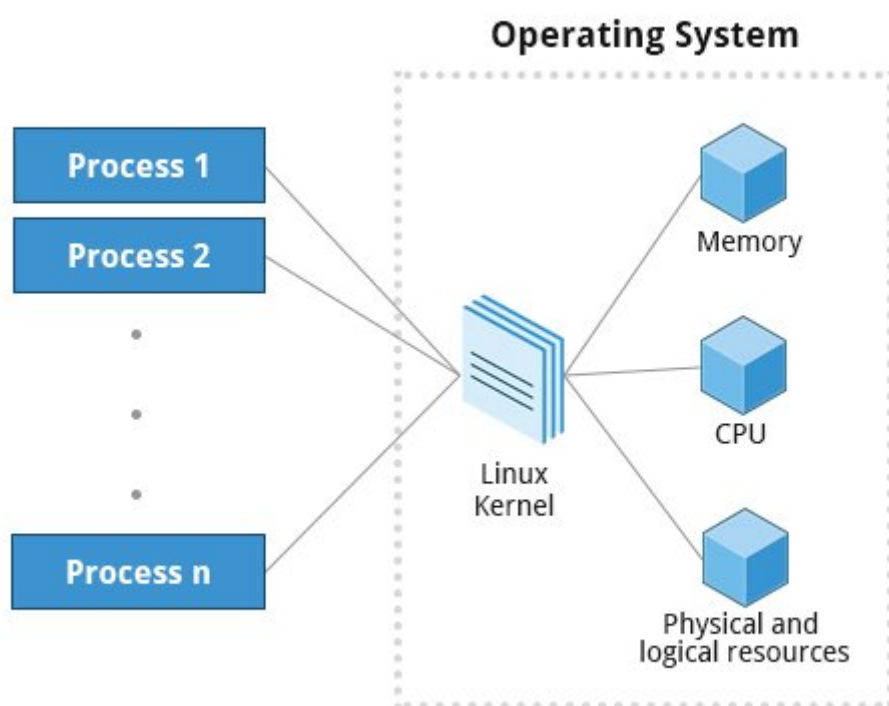 Operating System
Process 1
Process 2
Process n
Linux
Kernel
Memory
CPU
Physical and
logical resources